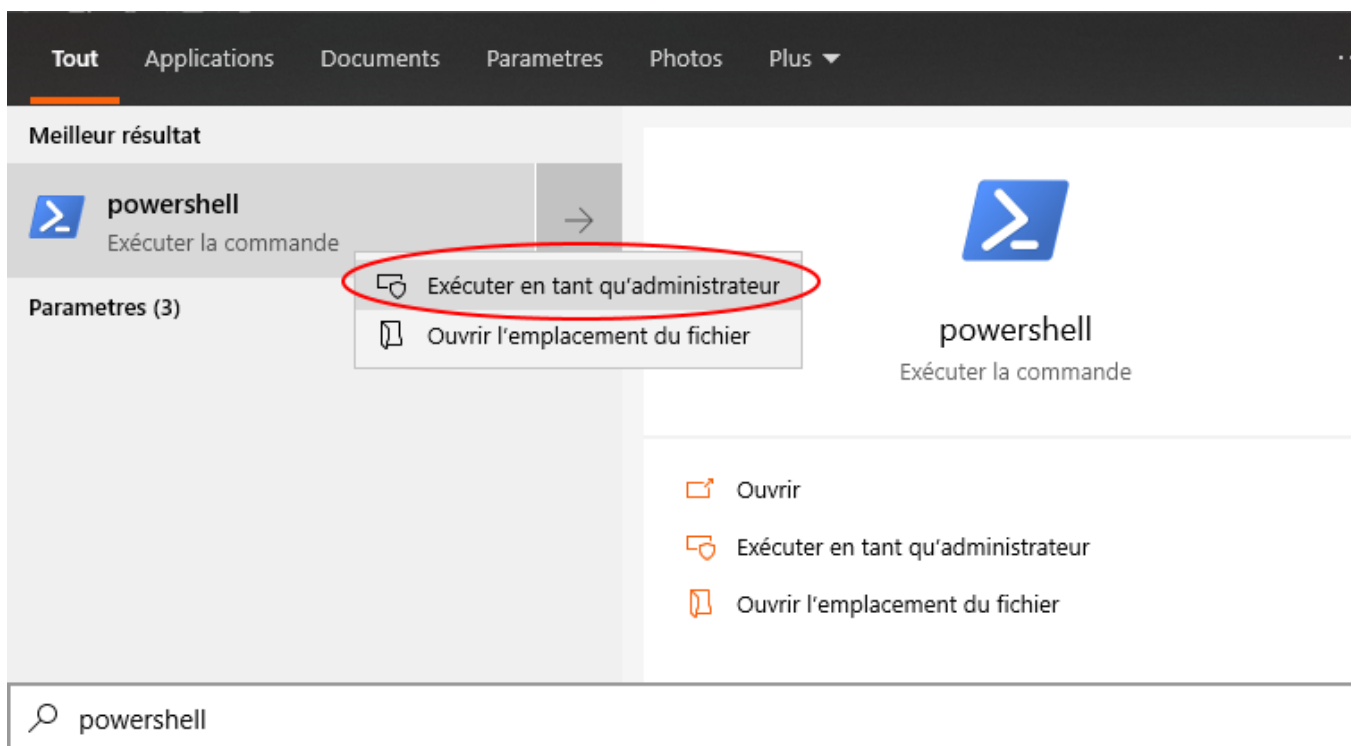 Tout Applications Documents Parametres Photos Plus
Meilleur résultat
powershell
Exécuter la commande
Parametres (3)
Exécuter en tant qu'administrateur
Ouvrir l'emplacement du fichier
powershell
Exécuter la commande
Ouvrir
Exécuter en tant qu'administrateur
Ouvrir l'emplacement du fichier
powershell